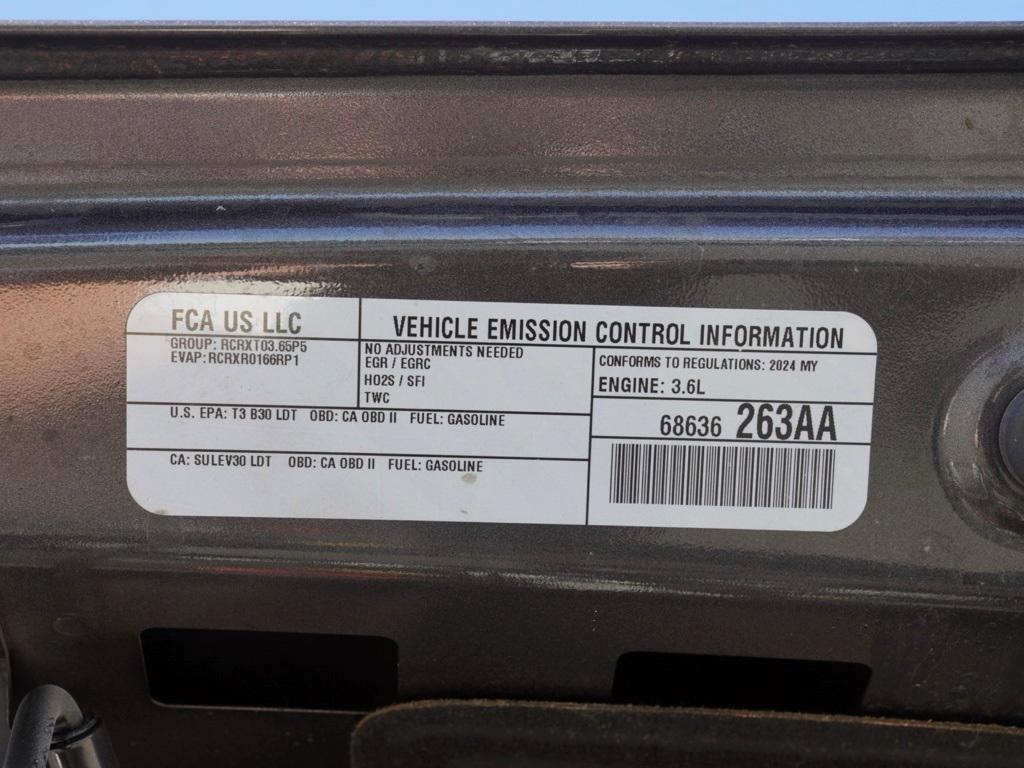 FCA US LLC
VEHICLE EMISSION CONTROL INFORMATION
GROUP: RCRXT03.65P5
EVAP: RCRXR0166RP1
NO ADJUSTMENTS NEEDED
EGR / EGRC
HO2S / SFI
TWC
CONFORMS TO REGULATIONS: 2024 MY
ENGINE: 3.6L
U.S. EPA: T3 B30 LDT OBD: CA OBD II FUEL: GASOLINE
68636 263AA
CA: SULEV30 LDT OBD: CA OBD II FUEL: GASOLINE